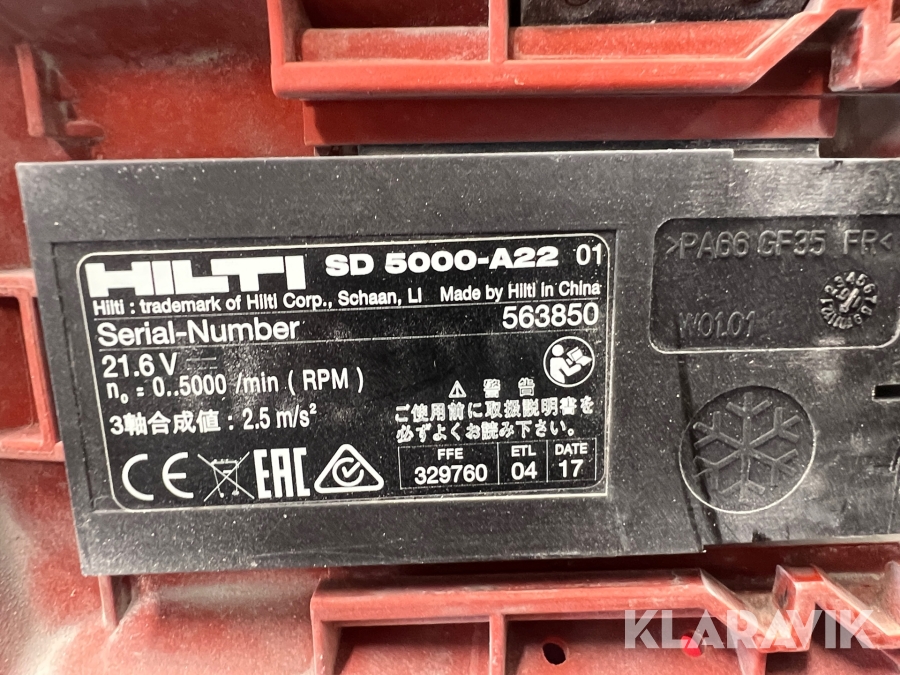 HILTI SD 5000-A22 01
Hilti : trademark of Hilti Corp., Schaan, LI Made by Hilti in China
Serial-Number 563850
21.6 V
n₀ = 0..5000 /min ( RPM )
3軸合成値 : 2.5 m/s²
警告
ご使用前に取扱説明書を
必ずよくお読み下さい。
CE EAC
FFE ETL DATE
329760 04 17
>PA66 GF35 FR<
W01.01
KLARAVIK